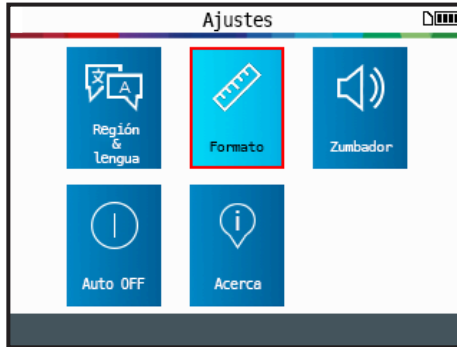 Ajustes
Región
&
lengua
Formato
Zumbador
Auto OFF
Acerca